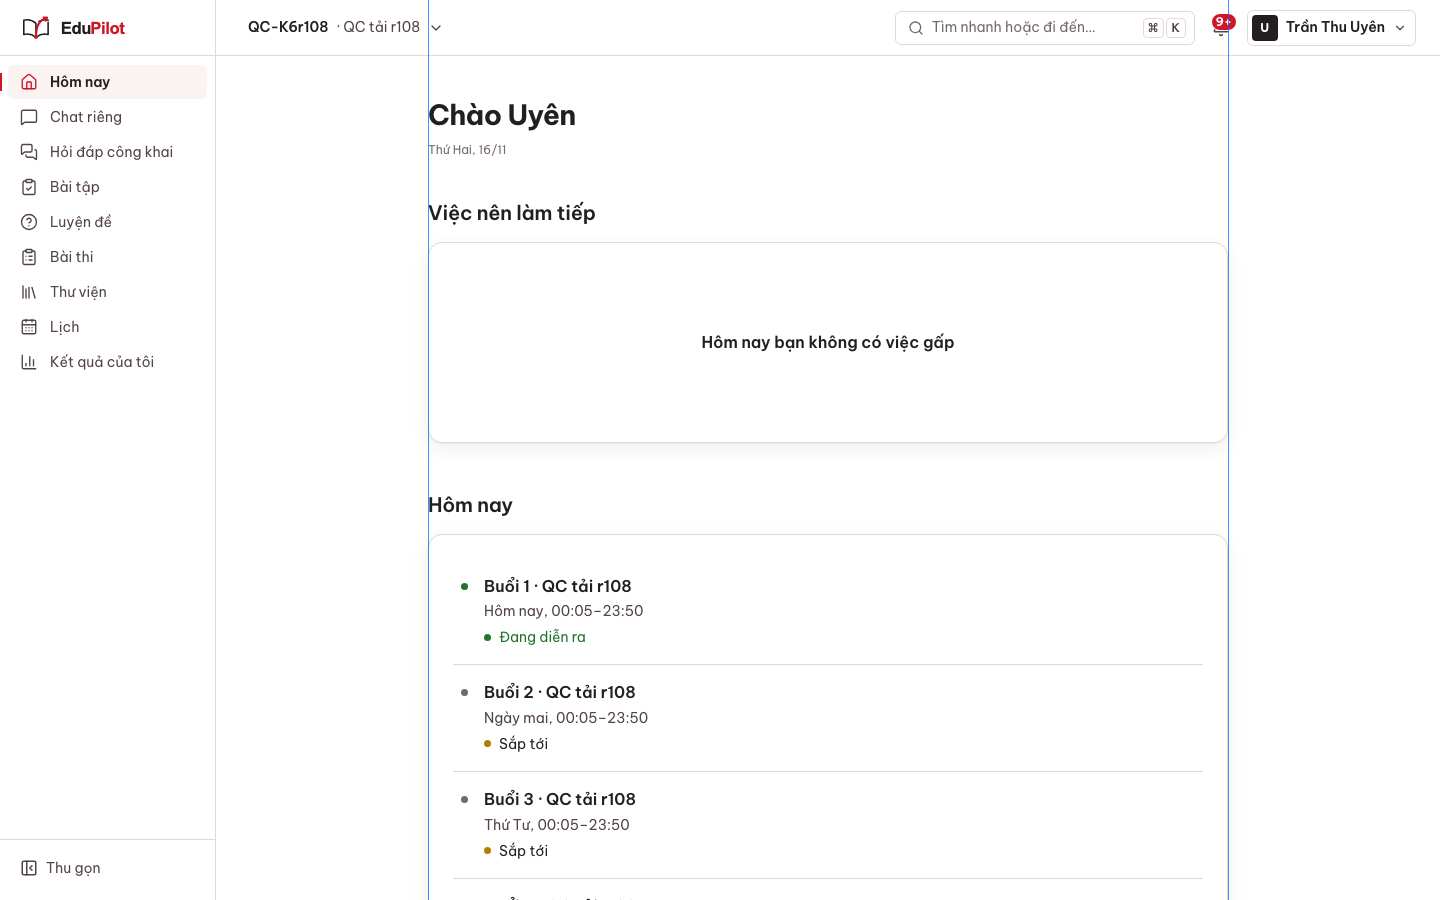 EduPilot
QC-K6r108 · QC tải r108
Tìm nhanh hoặc đi đến...
⌘ K
9+
U
Trần Thu Uyên
Hôm nay
Chat riêng
Hỏi đáp công khai
Bài tập
Luyện đề
Bài thi
Thư viện
Lịch
Kết quả của tôi
Thu gọn
Chào Uyên
Thứ Hai, 16/11
Việc nên làm tiếp
Hôm nay bạn không có việc gấp
Hôm nay
Buổi 1 · QC tải r108
Hôm nay, 00:05–23:50
Đang diễn ra
Buổi 2 · QC tải r108
Ngày mai, 00:05–23:50
Sắp tới
Buổi 3 · QC tải r108
Thứ Tư, 00:05–23:50
Sắp tới